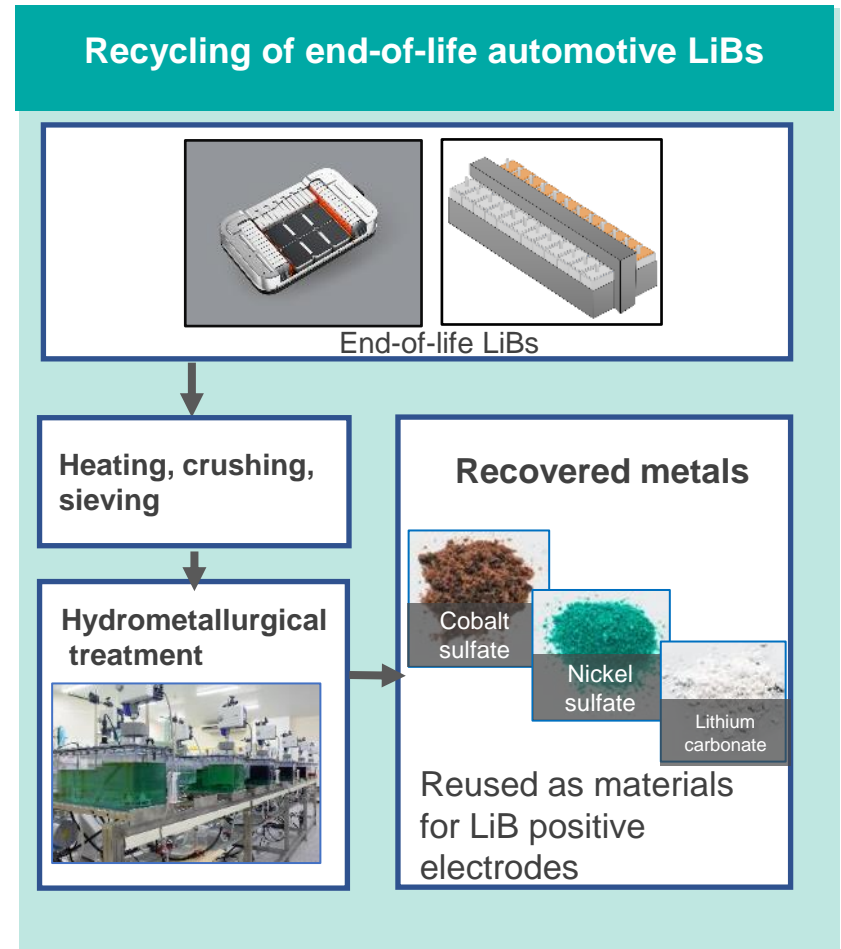 Recycling of end-of-life automotive LiBs
End-of-life LiBs
Heating, crushing,
sieving
Hydrometallurgical
treatment
Recovered metals
Cobalt
sulfate
Nickel
sulfate
Lithium
carbonate
Reused as materials
for LiB positive
electrodes